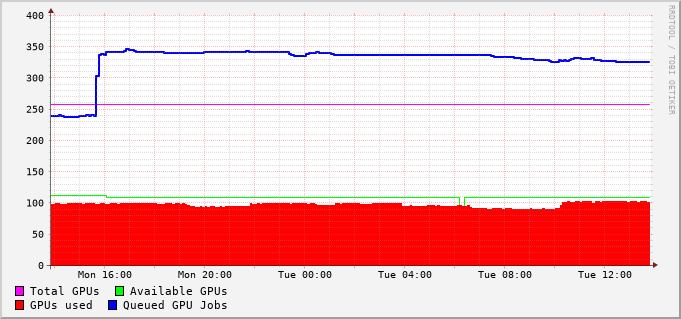 400
350
300
250
200
150
100
50
0
Mon 16:00 Mon 20:00 Tue 00:00 Tue 04:00 Tue 08:00 Tue 12:00
Total GPUs Available GPUs
GPUs used Queued GPU Jobs
RRDTOOL / TOBI OETIKER